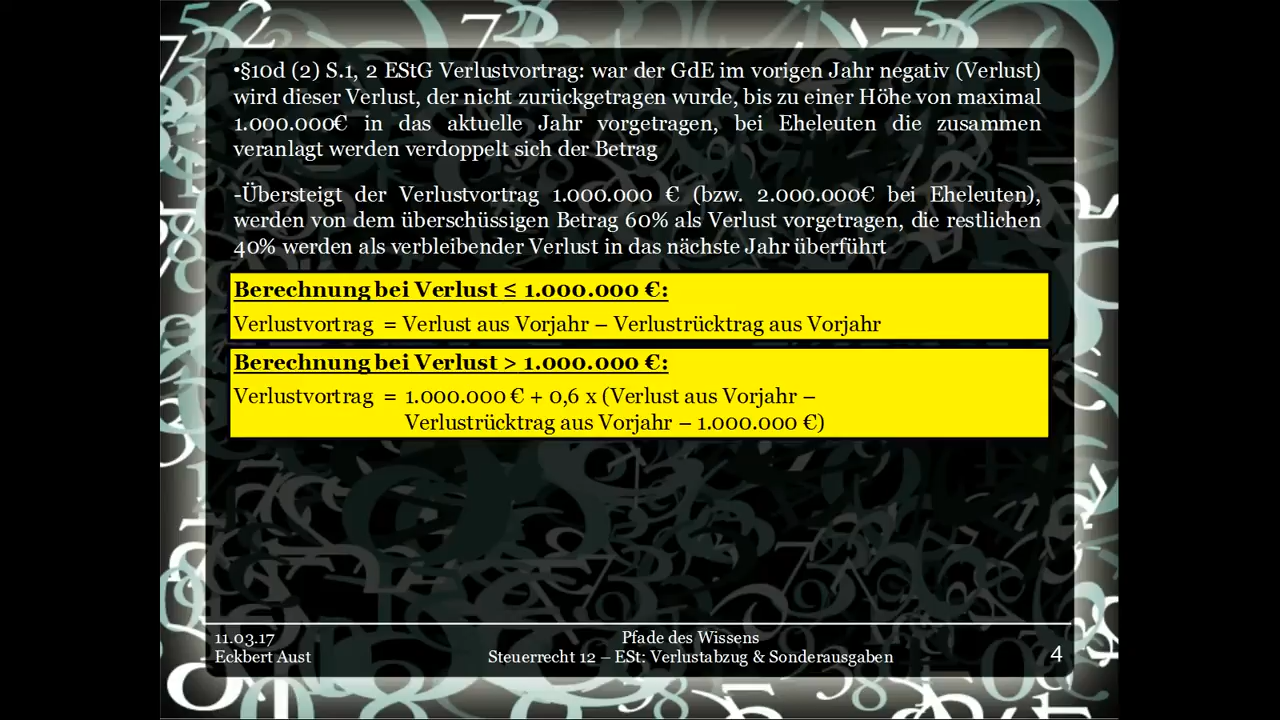 •§10d (2) S.1, 2 EStG Verlustvortrag: war der GdE im vorigen Jahr negativ (Verlust)
wird dieser Verlust, der nicht zurückgetragen wurde, bis zu einer Höhe von maximal
1.000.000€ in das aktuelle Jahr vorgetragen, bei Eheleuten die zusammen
veranlagt werden verdoppelt sich der Betrag
-Übersteigt der Verlustvortrag 1.000.000 € (bzw. 2.000.000€ bei Eheleuten),
werden von dem überschüssigen Betrag 60% als Verlust vorgetragen, die restlichen
40% werden als verbleibender Verlust in das nächste Jahr überführt
Berechnung bei Verlust ≤ 1.000.000 €:
Verlustvortrag = Verlust aus Vorjahr – Verlustrücktrag aus Vorjahr
Berechnung bei Verlust > 1.000.000 €:
Verlustvortrag = 1.000.000 € + 0,6 x (Verlust aus Vorjahr –
Verlustrücktrag aus Vorjahr – 1.000.000 €)
11.03.17
Eckbert Aust
Pfade des Wissens
Steuerrecht 12 – ESt: Verlustabzug & Sonderausgaben
4